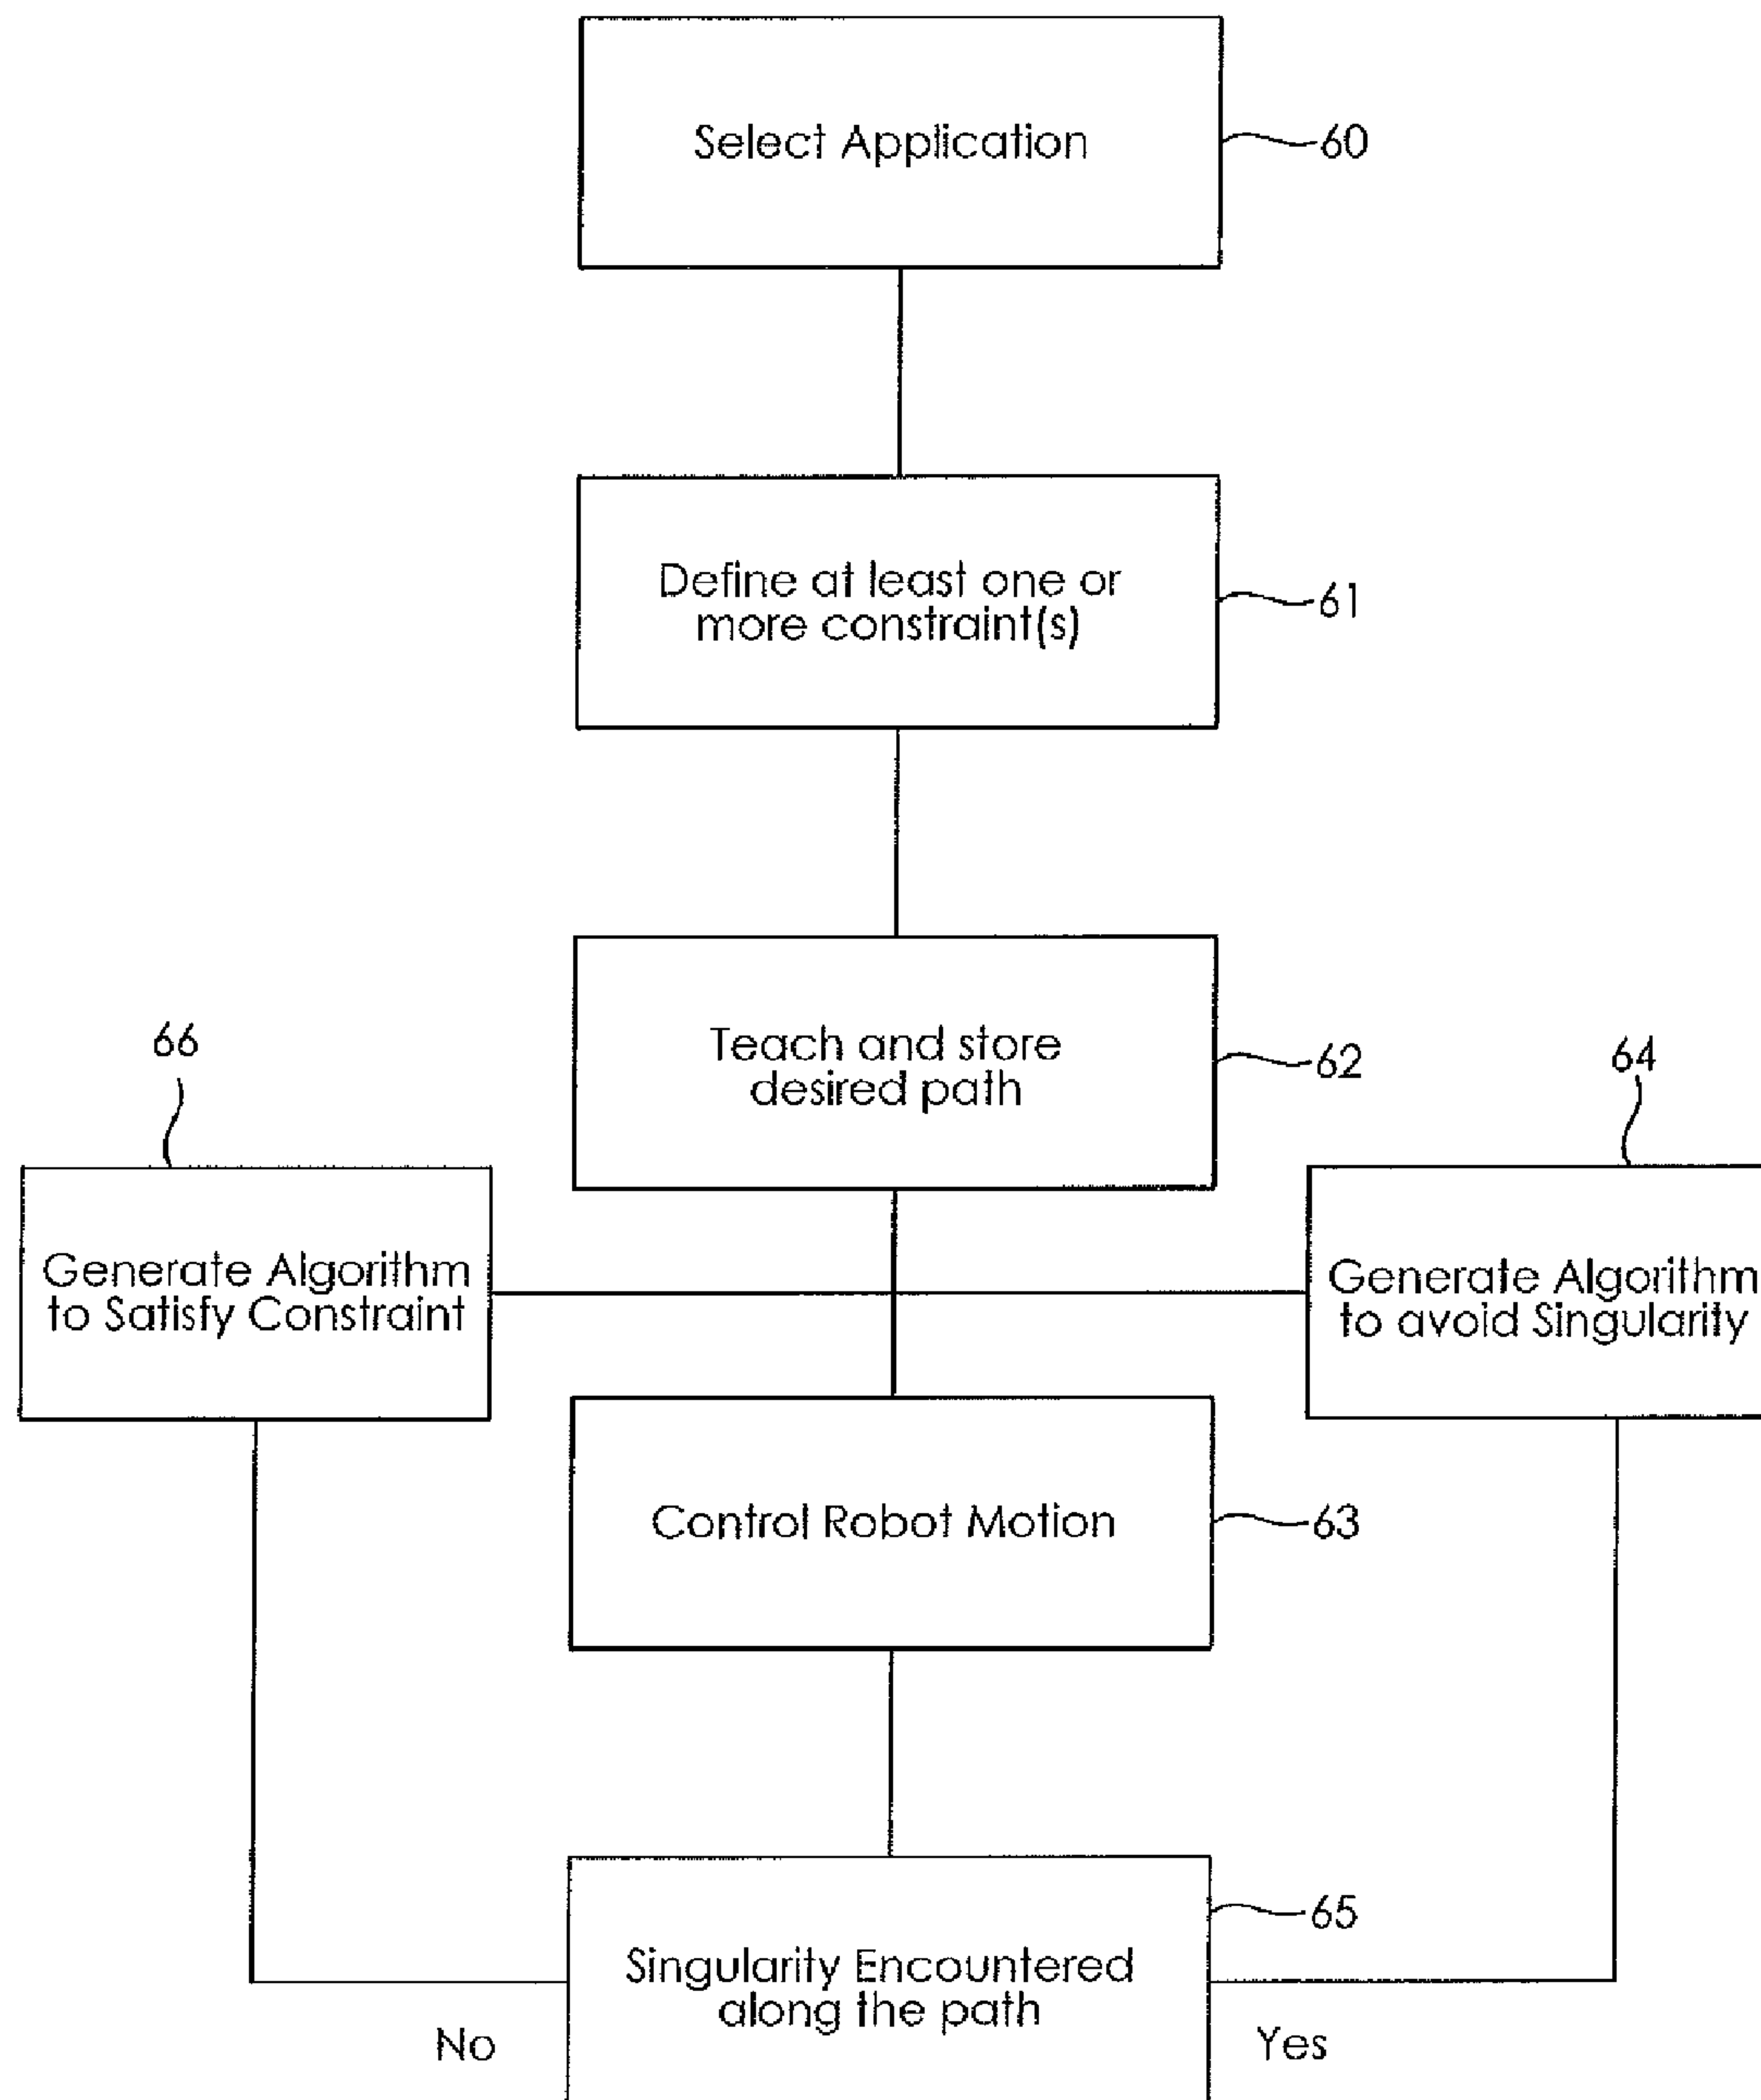 Select Application
60
Define at least one or
more constraint(s)
61
Teach and store
desired path
62
66
64
Generate Algorithm
to Satisfy Constraint
Generate Algorithm
to avoid Singularity
Control Robot Motion
63
65
Singularity Encountered
along the path
No
Yes